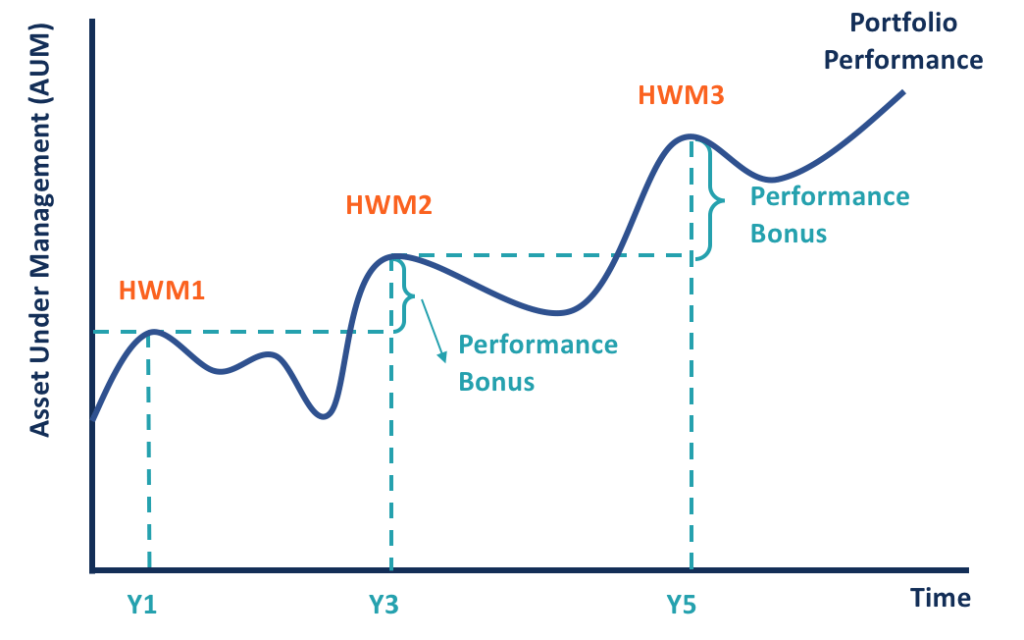 Portfolio
Performance
Asset Under Management (AUM)
HWM3
HWM2
HWM1
Performance
Bonus
Performance
Bonus
Y1
Y3
Y5
Time